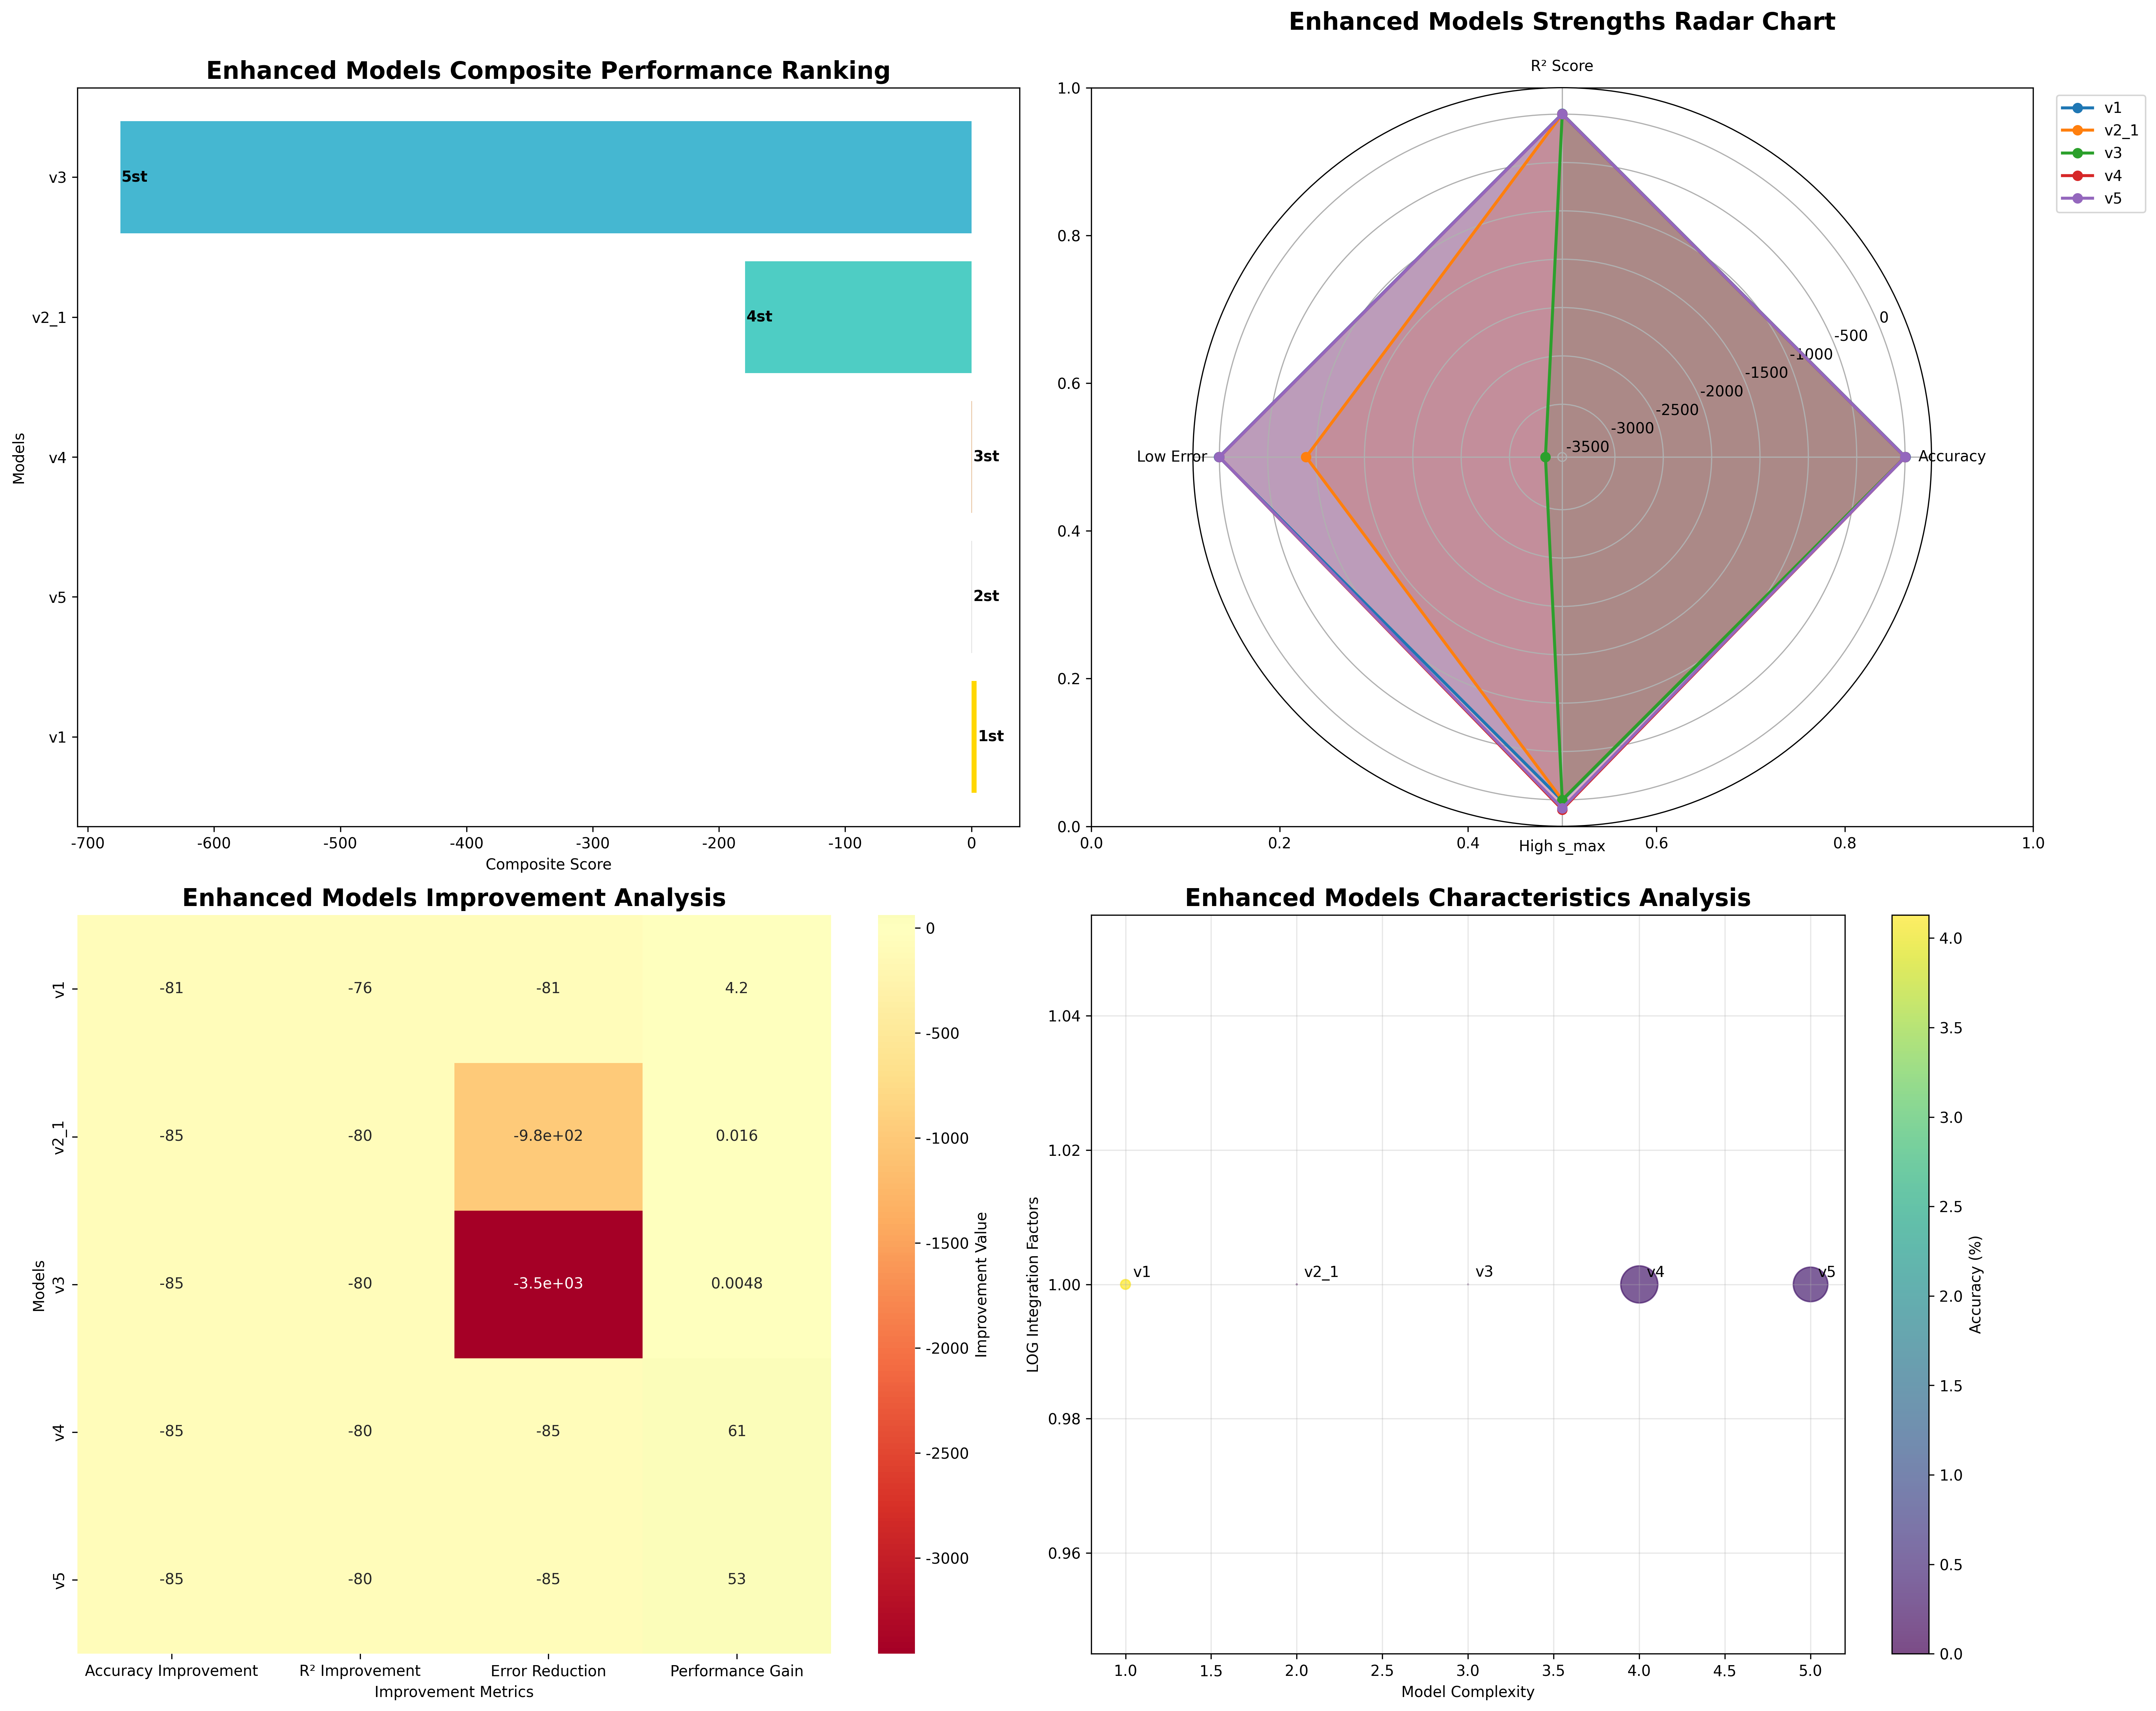 Enhanced Models Composite Performance Ranking
Models
v3
v2_1
v4
v5
v1
5st
4st
3st
2st
1st
-700
-600
-500
-400
-300
-200
-100
0
Composite Score
Enhanced Models Strengths Radar Chart
R² Score
1.0
0.8
0.6
0.4
0.2
0.0
0.0
0.2
0.4
0.6
0.8
1.0
Low Error
Accuracy
High s_max
0
-500
-1000
-1500
-2000
-2500
-3000
-3500
v1
v2_1
v3
v4
v5
Enhanced Models Improvement Analysis
Models
v1
v2_1
v3
v4
v5
-81 -76 -81 4.2
-85 -80 -9.8e+02 0.016
-85 -80 -3.5e+03 0.0048
-85 -80 -85 61
-85 -80 -85 53
Accuracy Improvement
R² Improvement
Error Reduction
Performance Gain
Improvement Metrics
0
-500
-1000
-1500
-2000
-2500
-3000
Improvement Value
Enhanced Models Characteristics Analysis
LOG Integration Factors
1.04
1.02
1.00
0.98
0.96
v1
v2_1
v3
v4
v5
1.0
1.5
2.0
2.5
3.0
3.5
4.0
4.5
5.0
Model Complexity
4.0
3.5
3.0
2.5
2.0
1.5
1.0
0.5
0.0
Accuracy (%)